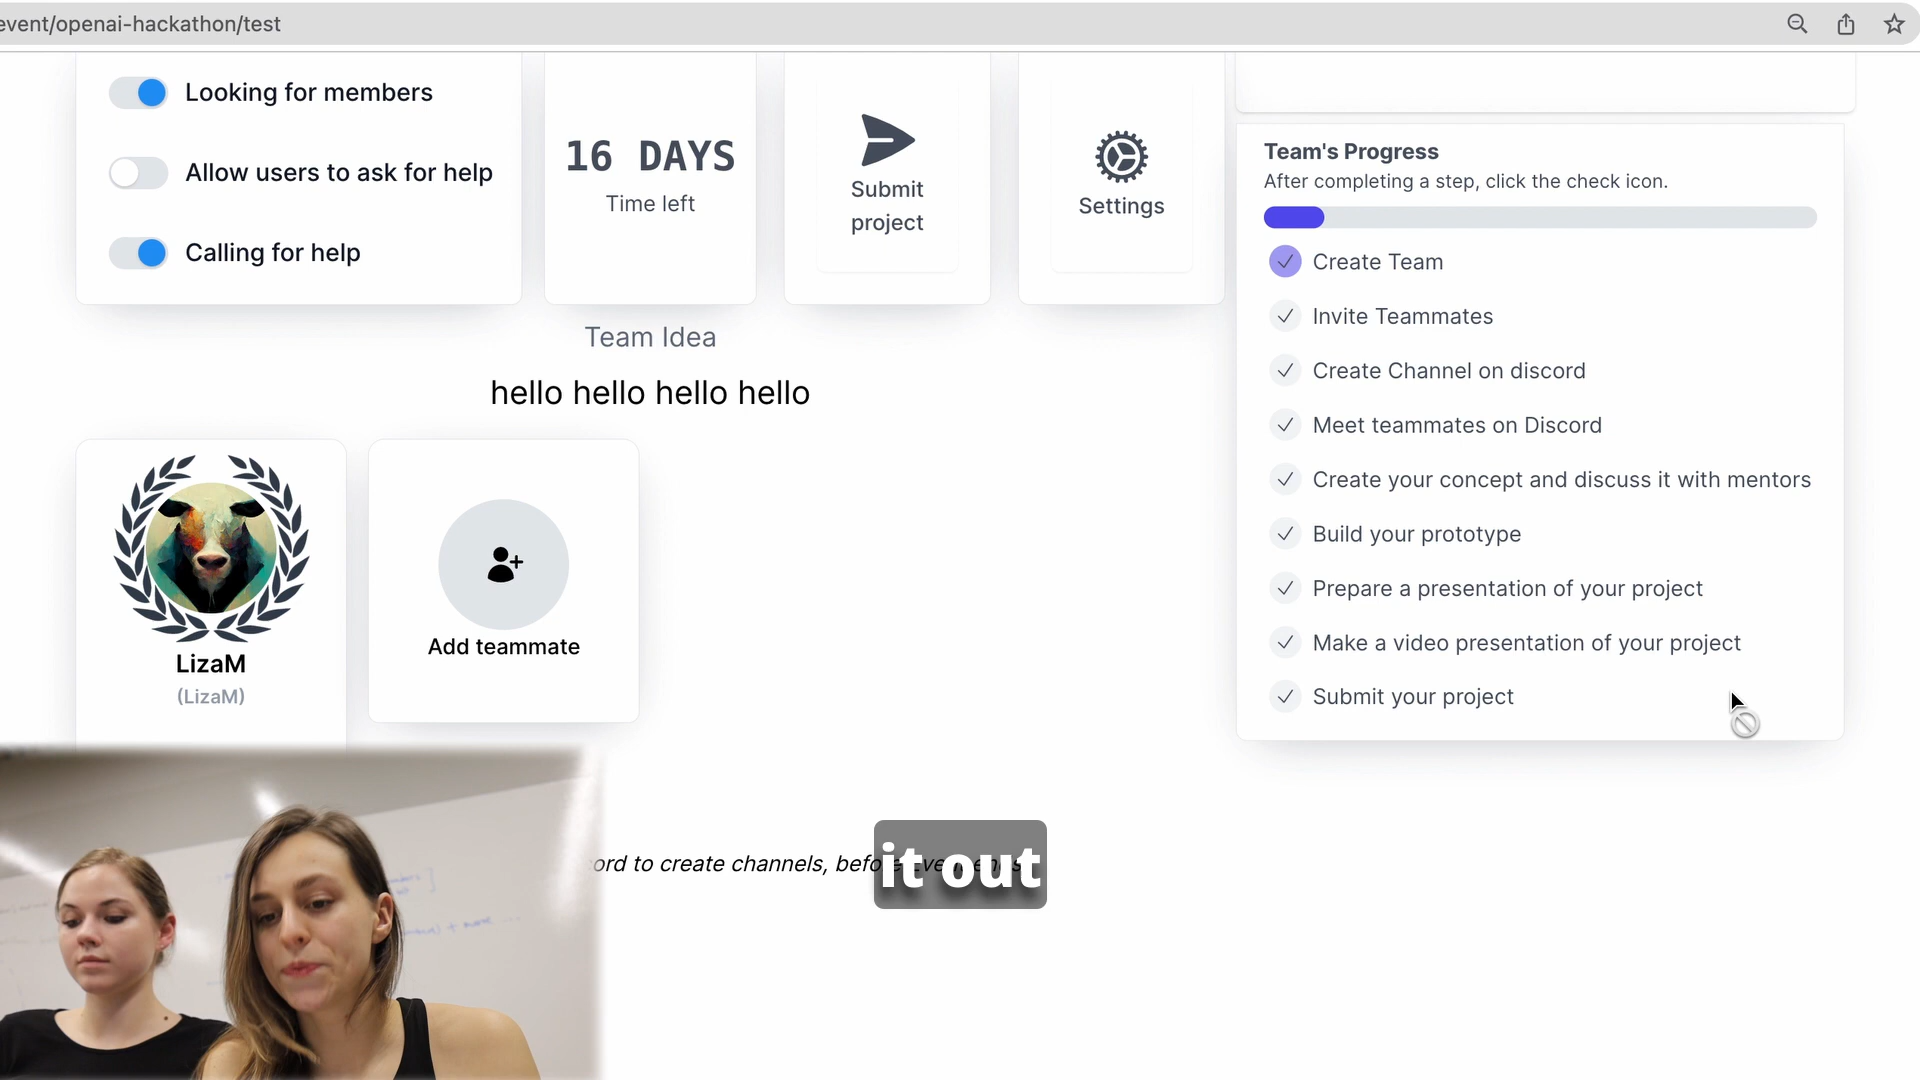 event/openai-hackathon/test
Looking for members
Allow users to ask for help
Calling for help
16 DAYS
Time left
Submit
project
Settings
Team's Progress
After completing a step, click the check icon.
Create Team
Invite Teammates
Create Channel on discord
Meet teammates on Discord
Create your concept and discuss it with mentors
Build your prototype
Prepare a presentation of your project
Make a video presentation of your project
Submit your project
Team Idea
hello hello hello hello
LizaM
(LizaM)
Add teammate
ord to create channels, before
it out